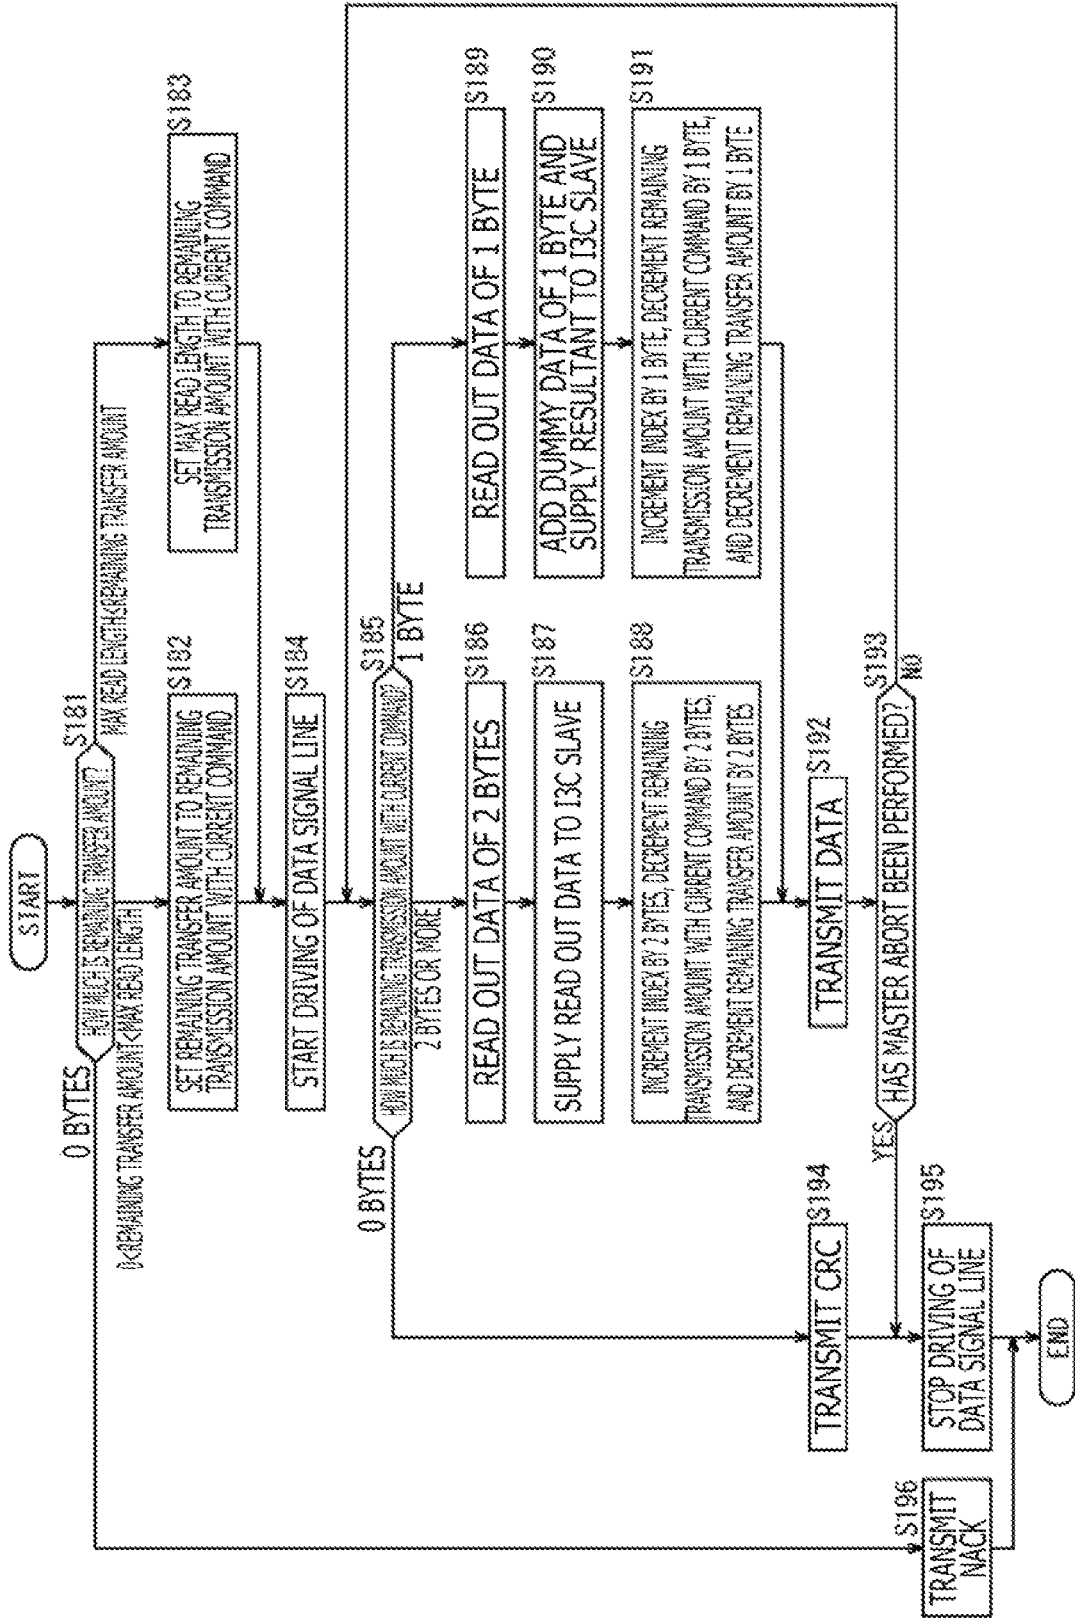 START
S181
HOW MUCH IS REMAINING TRANSFER AMOUNT?
0 BYTES
0<REMAINING TRANSFER AMOUNT<MAX READ LENGTH
MAX READ LENGTH≤REMAINING TRANSFER AMOUNT
S182
SET REMAINING TRANSFER AMOUNT TO REMAINING
TRANSMISSION AMOUNT WITH CURRENT COMMAND
S183
SET MAX READ LENGTH TO REMAINING
TRANSMISSION AMOUNT WITH CURRENT COMMAND
S184
START DRIVING OF DATA SIGNAL LINE
S185
HOW MUCH IS REMAINING TRANSMISSION AMOUNT WITH CURRENT COMMAND?
0 BYTES
2 BYTES OR MORE
1 BYTE
S186
READ OUT DATA OF 2 BYTES
S187
SUPPLY READ OUT DATA TO I3C SLAVE
S188
INCREMENT INDEX BY 2 BYTES, DECREMENT REMAINING
TRANSMISSION AMOUNT WITH CURRENT COMMAND BY 2 BYTES,
AND DECREMENT REMAINING TRANSFER AMOUNT BY 2 BYTES
S189
READ OUT DATA OF 1 BYTE
S190
ADD DUMMY DATA OF 1 BYTE AND
SUPPLY RESULTANT TO I3C SLAVE
S191
INCREMENT INDEX BY 1 BYTE, DECREMENT REMAINING
TRANSMISSION AMOUNT WITH CURRENT COMMAND BY 1 BYTE,
AND DECREMENT REMAINING TRANSFER AMOUNT BY 1 BYTE
S192
TRANSMIT DATA
S193
HAS MASTER ABORT BEEN PERFORMED?
YES
NO
S194
TRANSMIT CRC
S195
STOP DRIVING OF
DATA SIGNAL LINE
S196
TRANSMIT
NACK
END